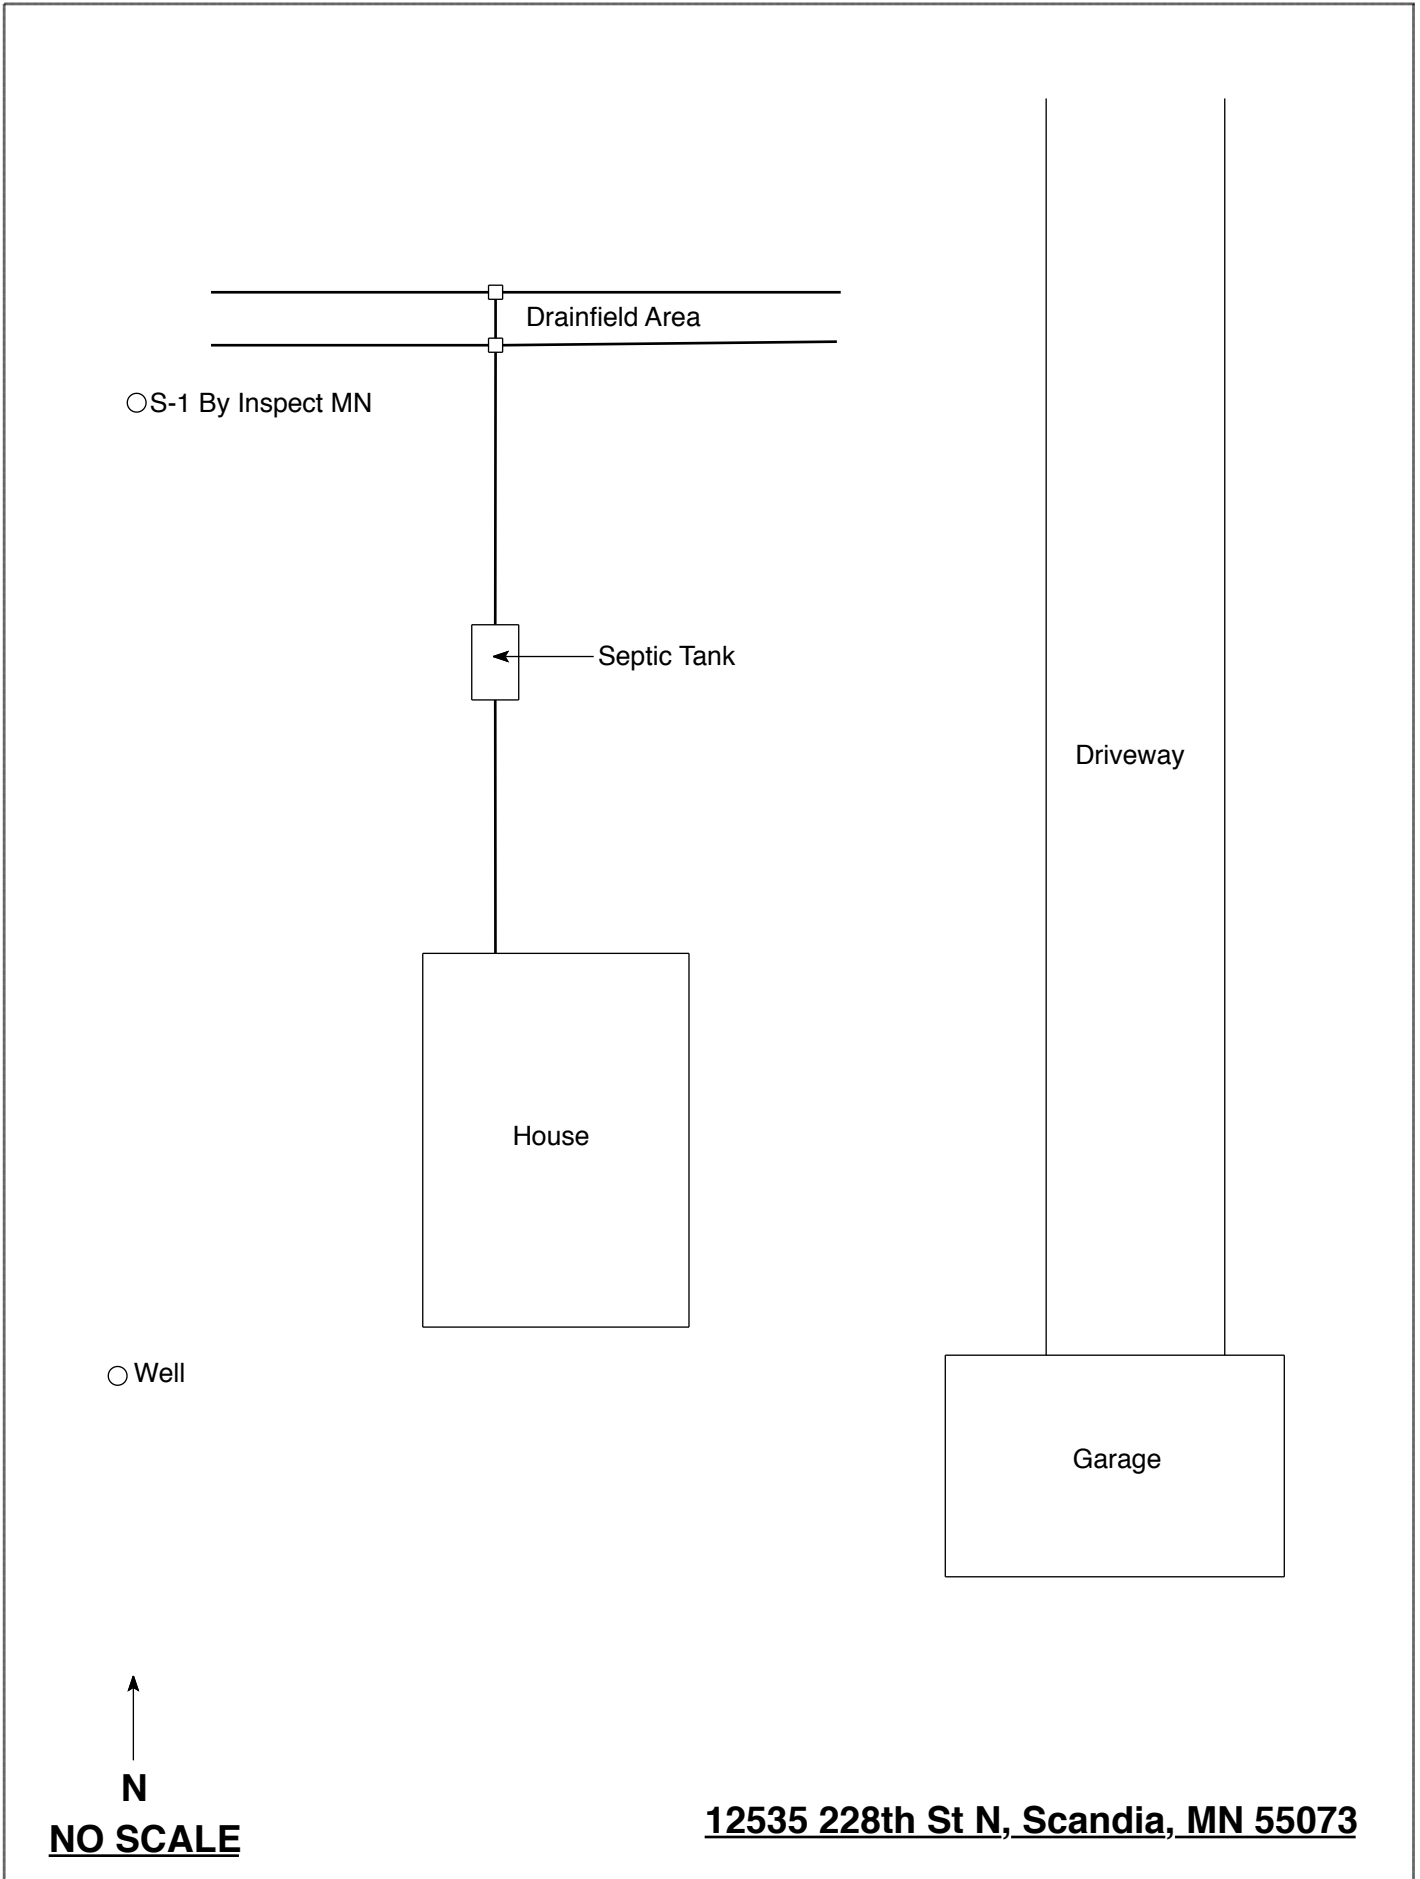 Drainfield Area
S-1 By Inspect MN
Septic Tank
Driveway
House
Well
Garage
N
NO SCALE
12535 228th St N, Scandia, MN 55073